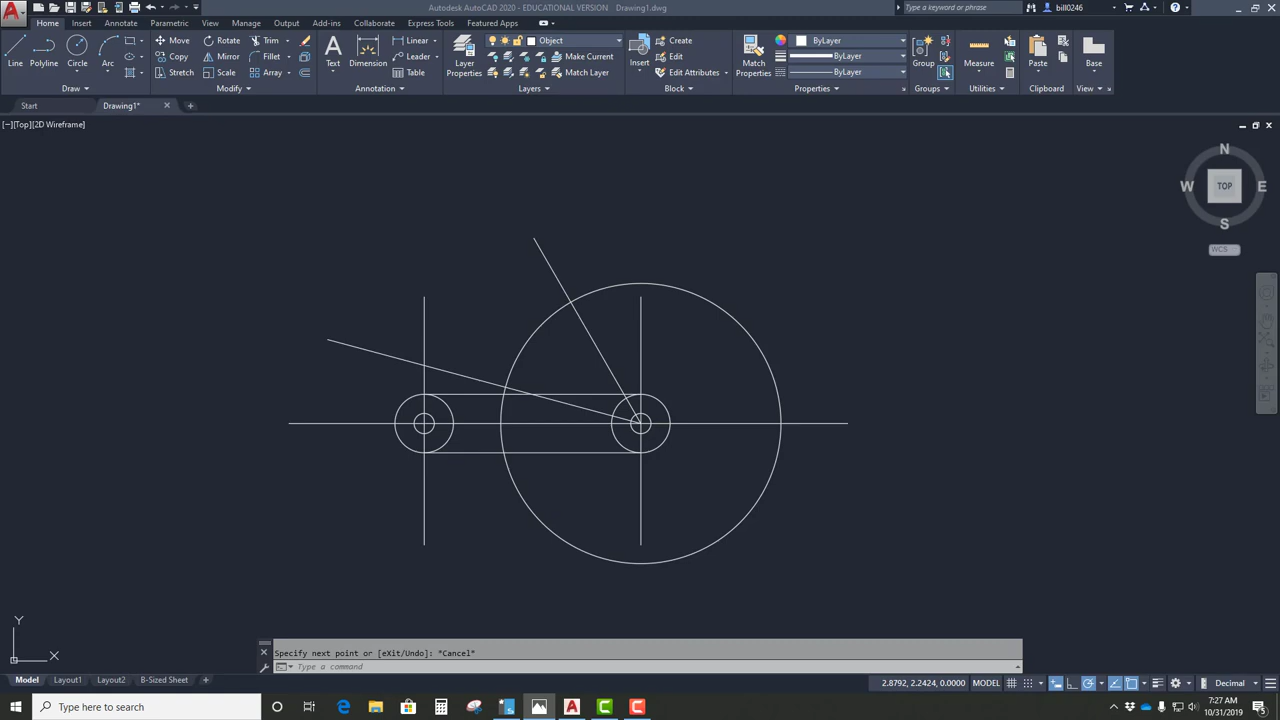 Autodesk AutoCAD 2020 - EDUCATIONAL VERSION Drawing1.dwg
Type a keyword or phrase
bill0246
Home Insert Annotate Parametric View Manage Output Add-ins Collaborate Express Tools Featured Apps
Line Polyline Circle Arc
Move Rotate Trim
Copy Mirror Fillet
Stretch Scale Array
Text Dimension
Linear
Leader
Table
Layer Properties
Object
Make Current
Match Layer
Insert
Create
Edit
Edit Attributes
Match Properties
ByLayer
ByLayer
ByLayer
Group
Measure
Paste
Base
Draw Modify Annotation Layers Block Properties Groups Utilities Clipboard View
Start Drawing1*
[−][Top][2D Wireframe]
N
W TOP E
S
WCS
Y
X
Specify next point or [eXit/Undo]: *Cancel*
Type a command
Model Layout1 Layout2 B-Sized Sheet
2.8792, 2.2424, 0.0000 MODEL
Decimal
Type here to search
7:27 AM
10/31/2019